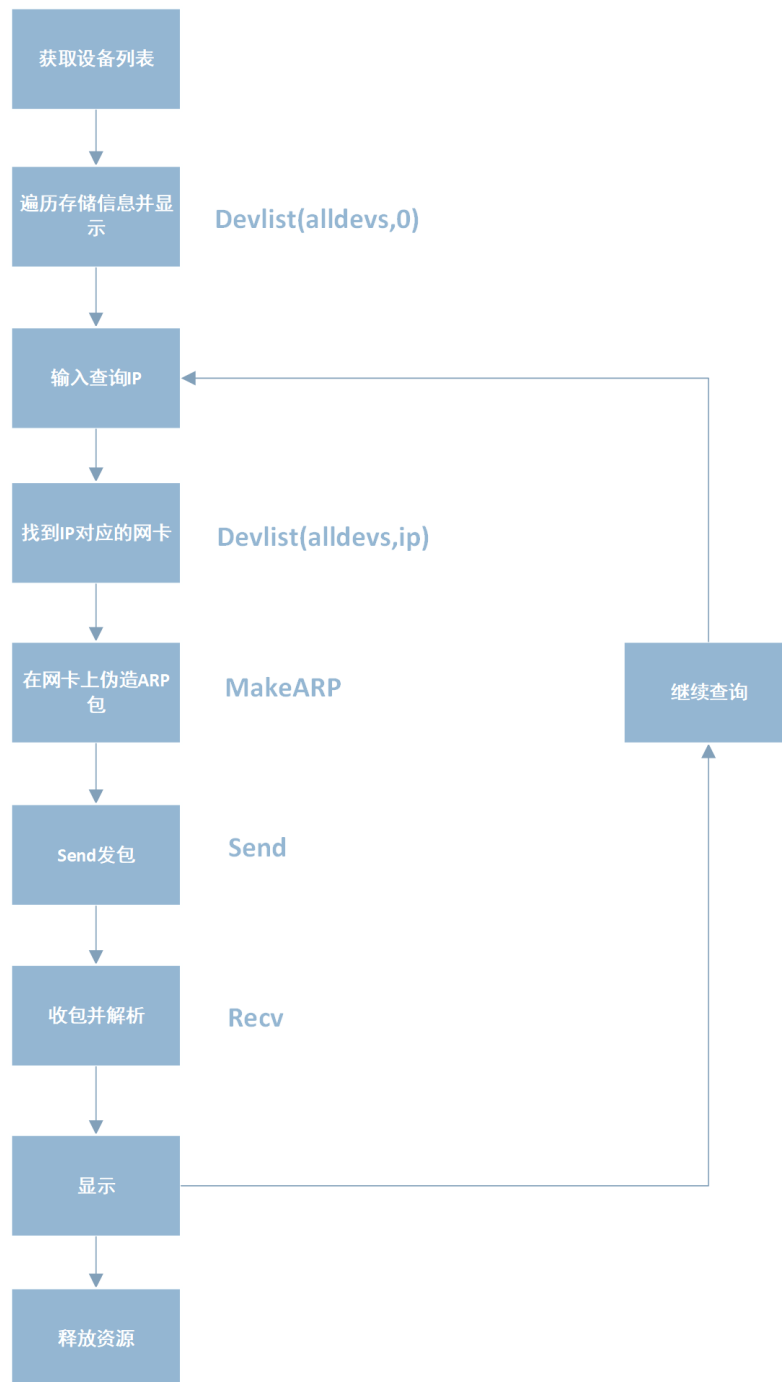 获取设备列表
遍历存储信息并显
示
Devlist(alldevs,0)
输入查询IP
找到IP对应的网卡
Devlist(alldevs,ip)
在网卡上伪造ARP
包
MakeARP
继续查询
Send发包
Send
收包并解析
Recv
显示
释放资源